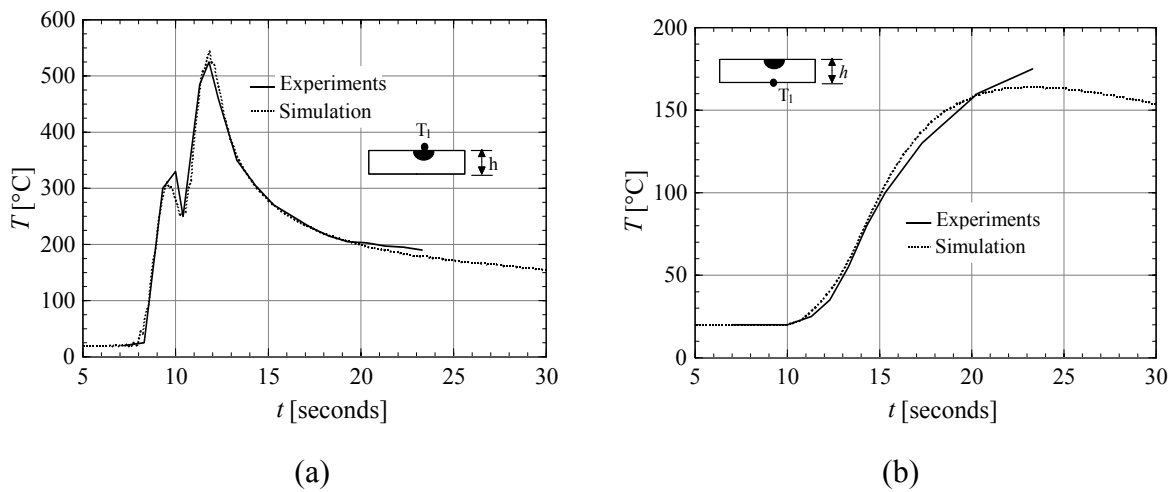 600
500
400
300
200
100
0
T [°C]
Experiments
Simulation
T1
h
5 10 15 20 25 30
t [seconds]
(a)
200
150
100
50
0
T [°C]
h
T1
Experiments
Simulation
5 10 15 20 25 30
t [seconds]
(b)